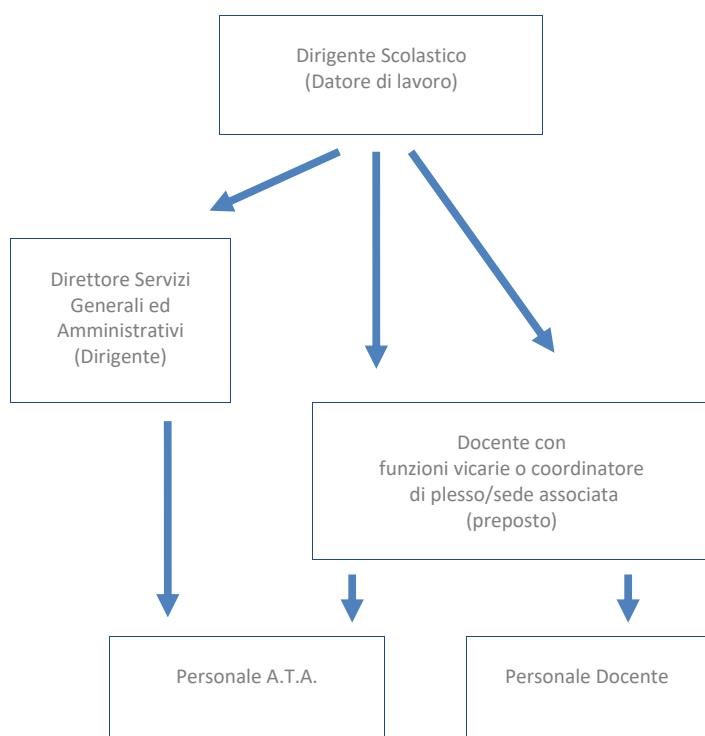 Dirigente Scolastico
(Datore di lavoro)
Direttore Servizi
Generali ed
Amministrativi
(Dirigente)
Docente con
funzioni vicarie o coordinatore
di plesso/sede associata
(preposto)
Personale A.T.A.
Personale Docente